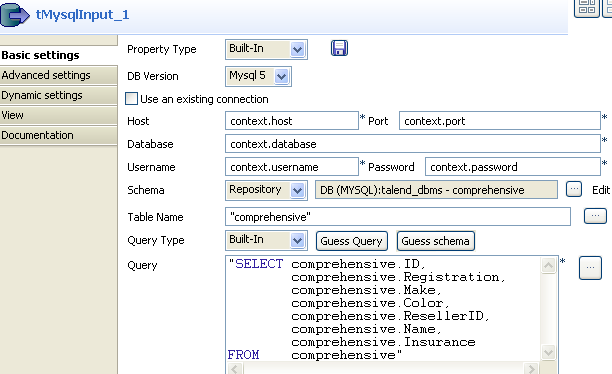 tMysqlInput_1
Basic settings
Advanced settings
Dynamic settings
View
Documentation
Property Type Built-In
DB Version Mysql 5
Use an existing connection
Host context.host * Port context.port *
Database context.database *
Username context.username * Password context.password *
Schema Repository DB (MYSQL):talend_dbms - comprehensive ... Edit
Table Name "comprehensive" ...
Query Type Built-In Guess Query Guess schema
Query "SELECT comprehensive.ID, * ...
comprehensive.Registration,
comprehensive.Make,
comprehensive.Color,
comprehensive.ResellerID,
comprehensive.Name,
comprehensive.Insurance
FROM comprehensive"